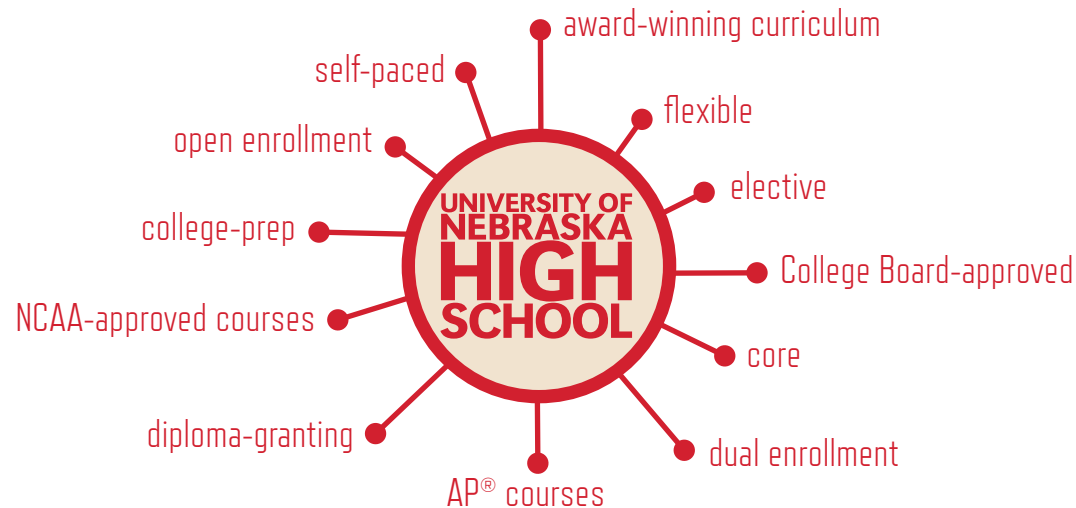 award-winning curriculum
self-paced
flexible
open enrollment
elective
college-prep
UNIVERSITY OF
NEBRASKA
HIGH
SCHOOL
College Board-approved
NCAA-approved courses
core
diploma-granting
dual enrollment
AP® courses